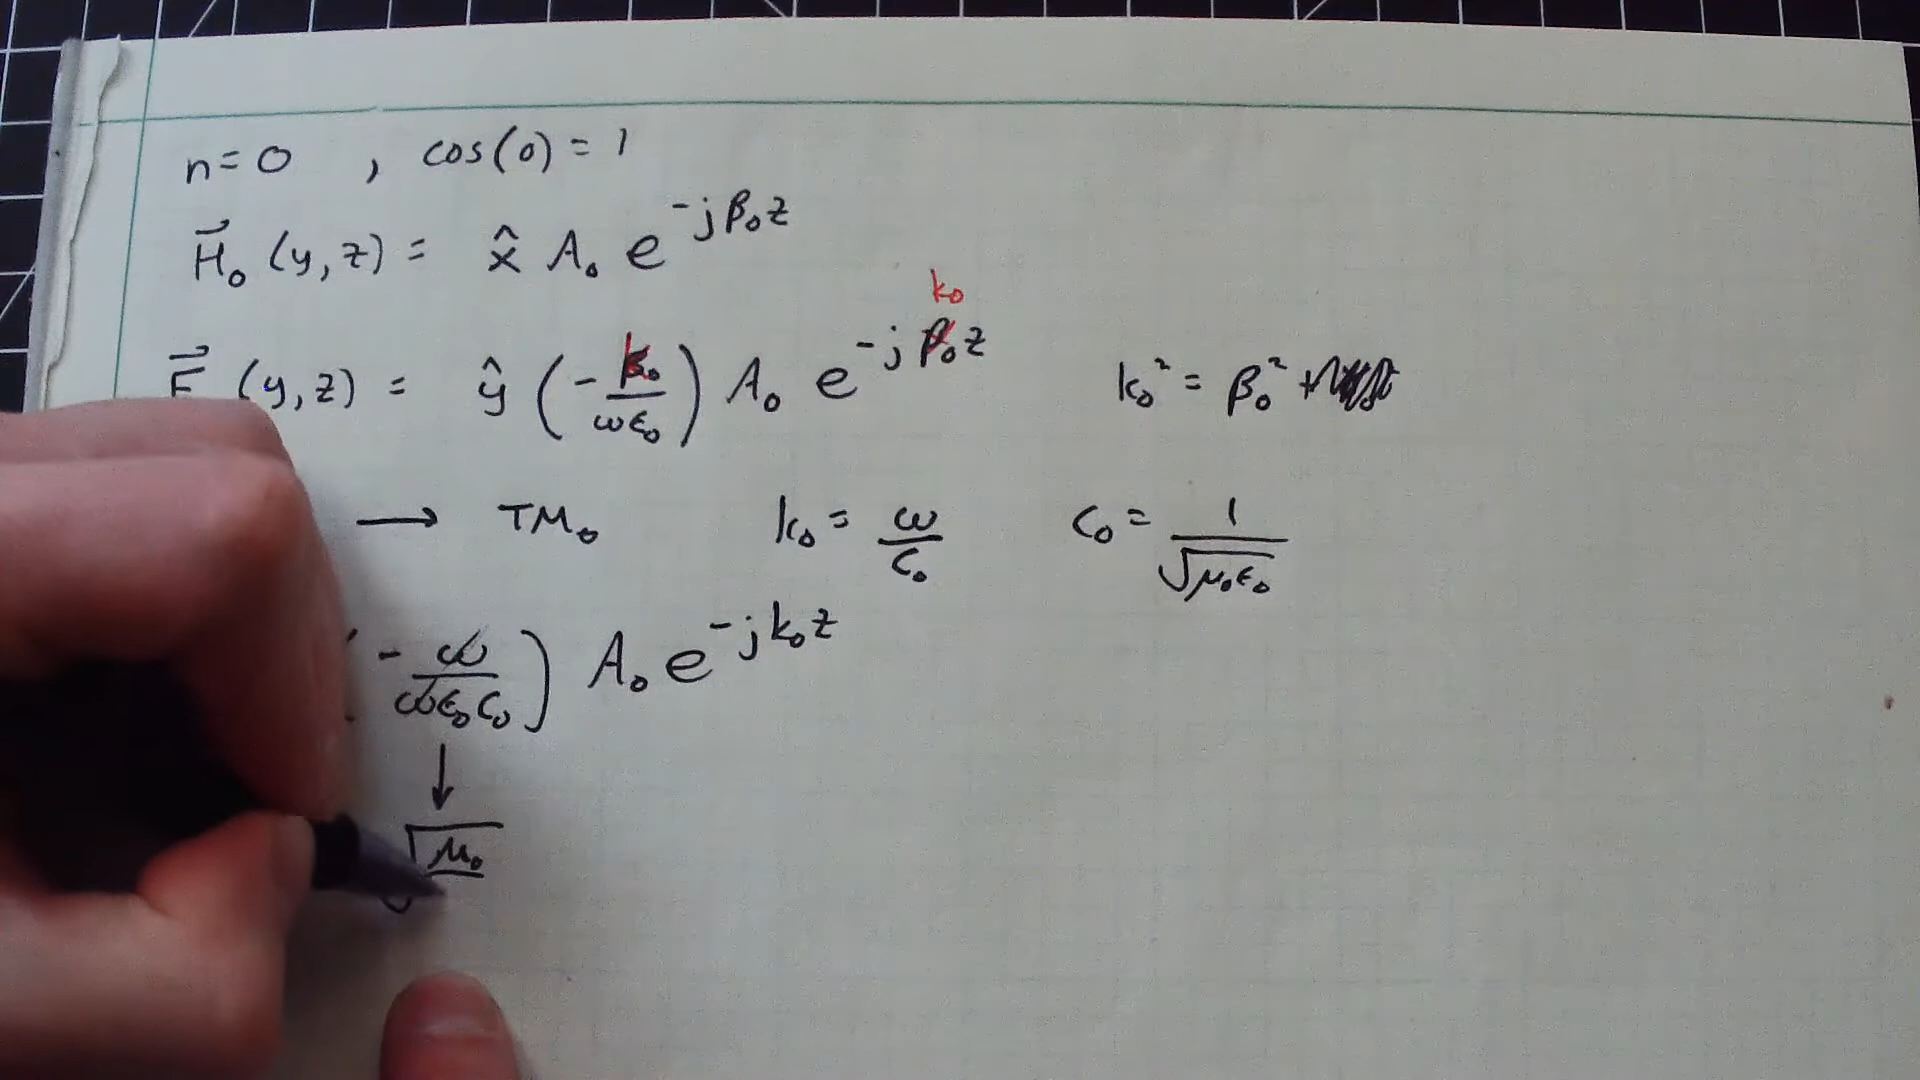 n=0 , cos(0) = 1
H⃗₀ (y,z) = x̂ A₀ e^{-jβ₀z}
k₀
(y,z) = ŷ (-k₀/ωε₀) A₀ e^{-jβ₀z} k₀² = β₀² +
→ TM₀ k₀ = ω/c₀ c₀ = 1/√(μ₀ε₀)
(-ω/ωε₀c₀) A₀ e^{-jk₀z}
↓
√μ₀